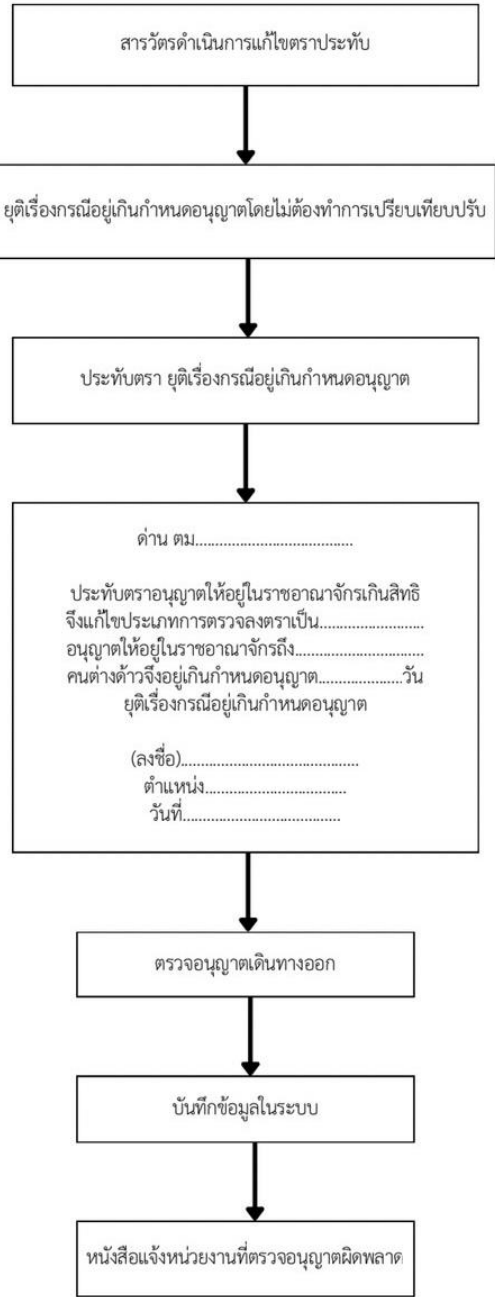 สารวัตรดำเนินการแก้ไขตราประทับ
ยุติเรื่องกรณีอยู่เกินกำหนดอนุญาตโดยไม่ต้องทำการเปรียบเทียบปรับ
ประทับตรา ยุติเรื่องกรณีอยู่เกินกำหนดอนุญาต
ด่าน ตม......................................
ประทับตราอนุญาตให้อยู่ในราชอาณาจักรเกินสิทธิ
จึงแก้ไขประเภทการตรวจลงตราเป็น.........................
อนุญาตให้อยู่ในราชอาณาจักรถึง...............................
คนต่างด้าวจึงอยู่เกินกำหนดอนุญาต....................วัน
ยุติเรื่องกรณีอยู่เกินกำหนดอนุญาต
(ลงชื่อ)...........................................
ตำแหน่ง..................................
วันที่......................................
ตรวจอนุญาตเดินทางออก
บันทึกข้อมูลในระบบ
หนังสือแจ้งหน่วยงานที่ตรวจอนุญาตผิดพลาด